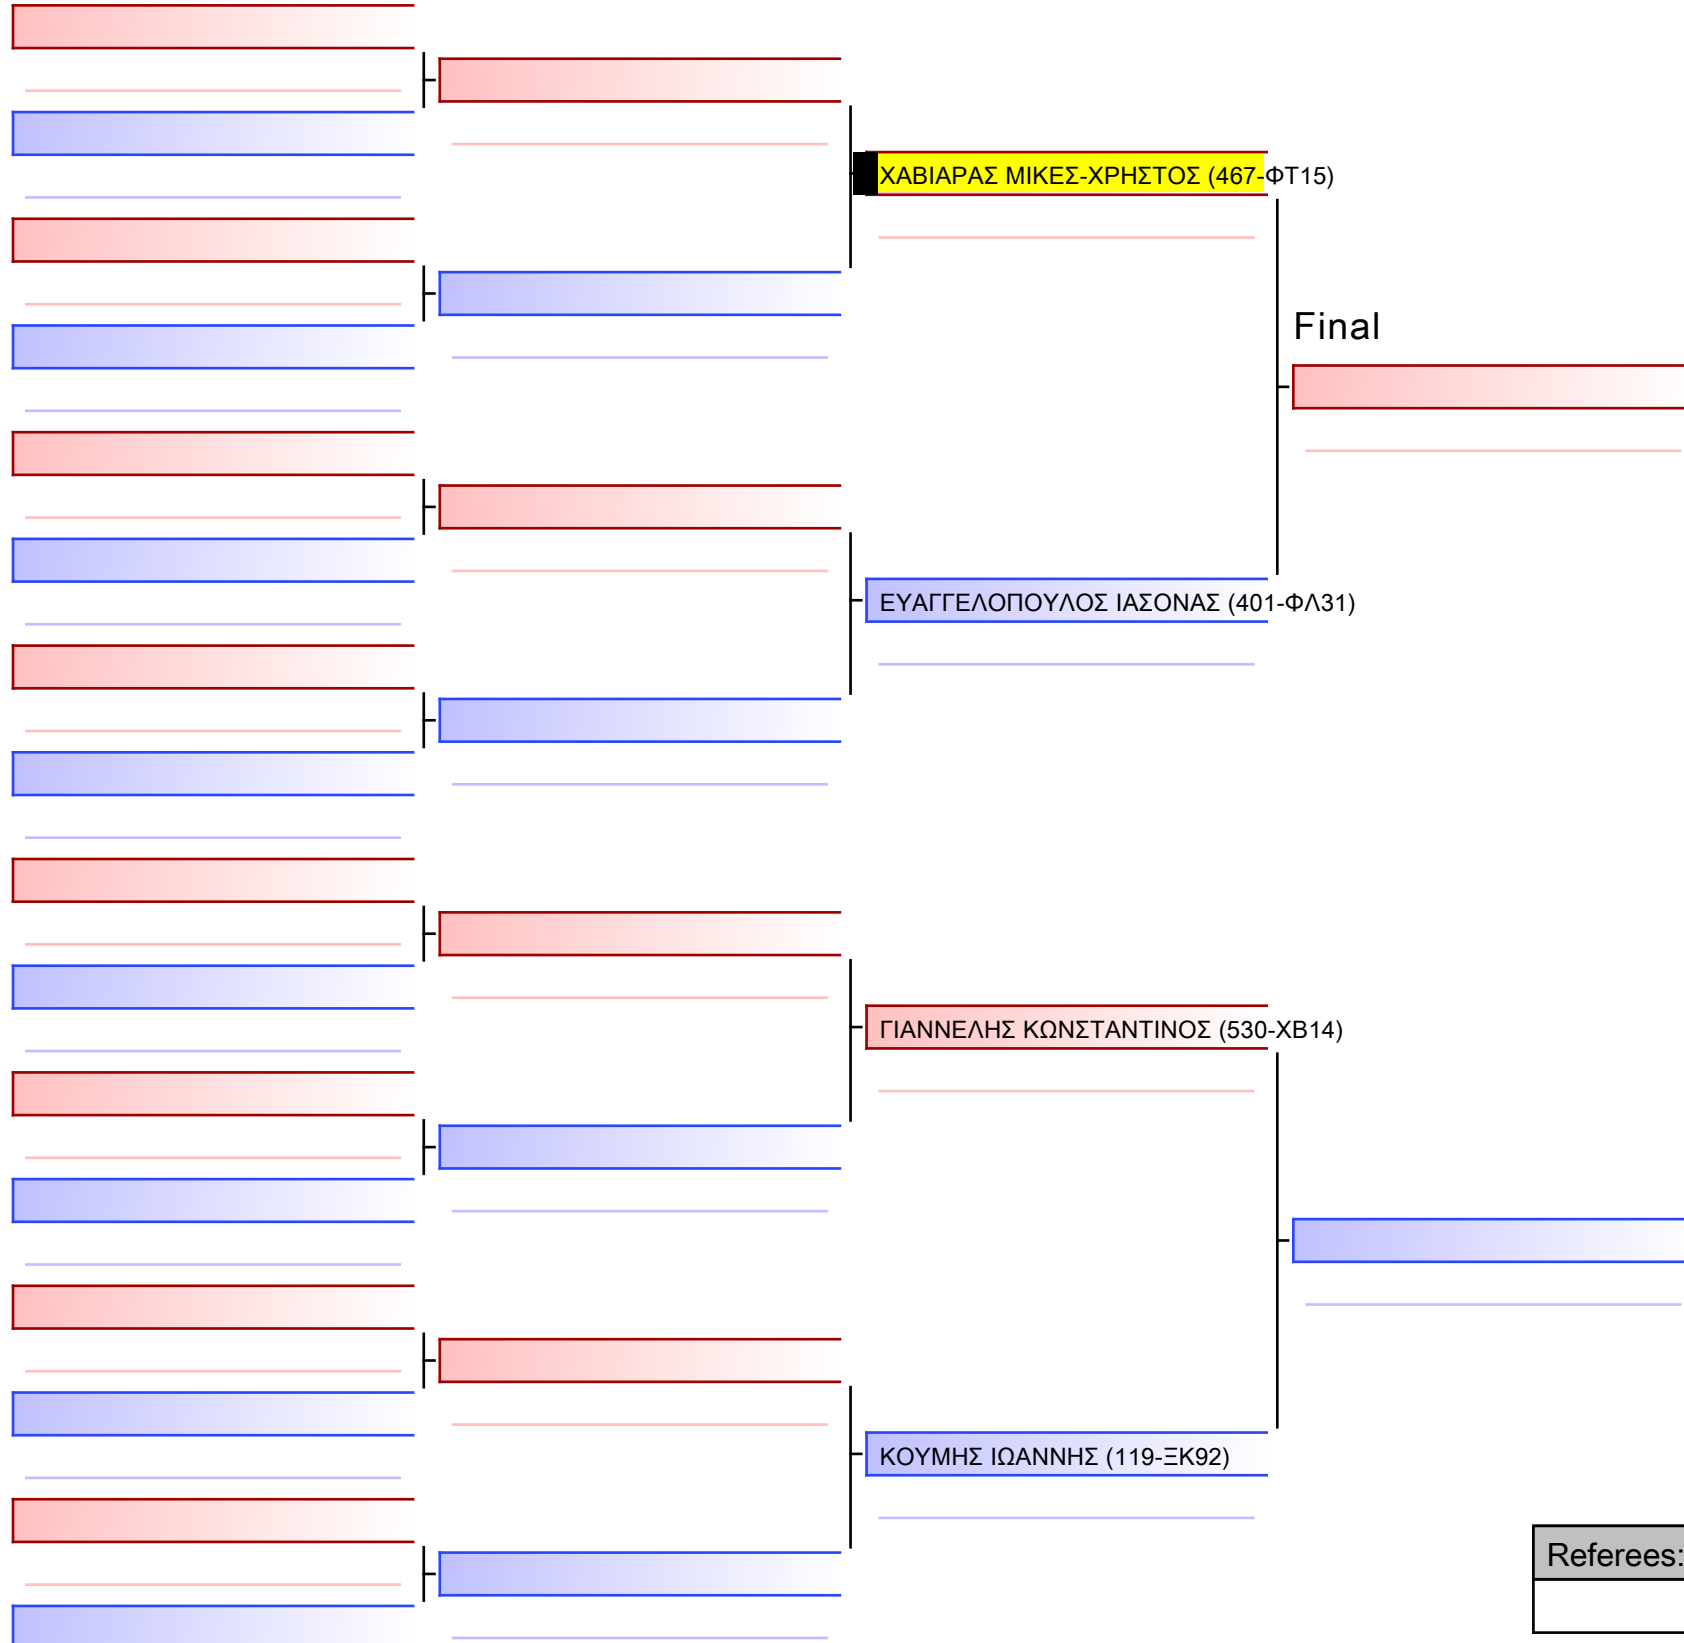 ΧΑΒΙΑΡΑΣ ΜΙΚΕΣ-ΧΡΗΣΤΟΣ (467-ΦΤ15)
Final
ΕΥΑΓΓΕΛΟΠΟΥΛΟΣ ΙΑΣΟΝΑΣ (401-ΦΛ31)
ΓΙΑΝΝΕΛΗΣ ΚΩΝΣΤΑΝΤΙΝΟΣ (530-ΧΒ14)
ΚΟΥΜΗΣ ΙΩΑΝΝΗΣ (119-ΞΚ92)
Referees: